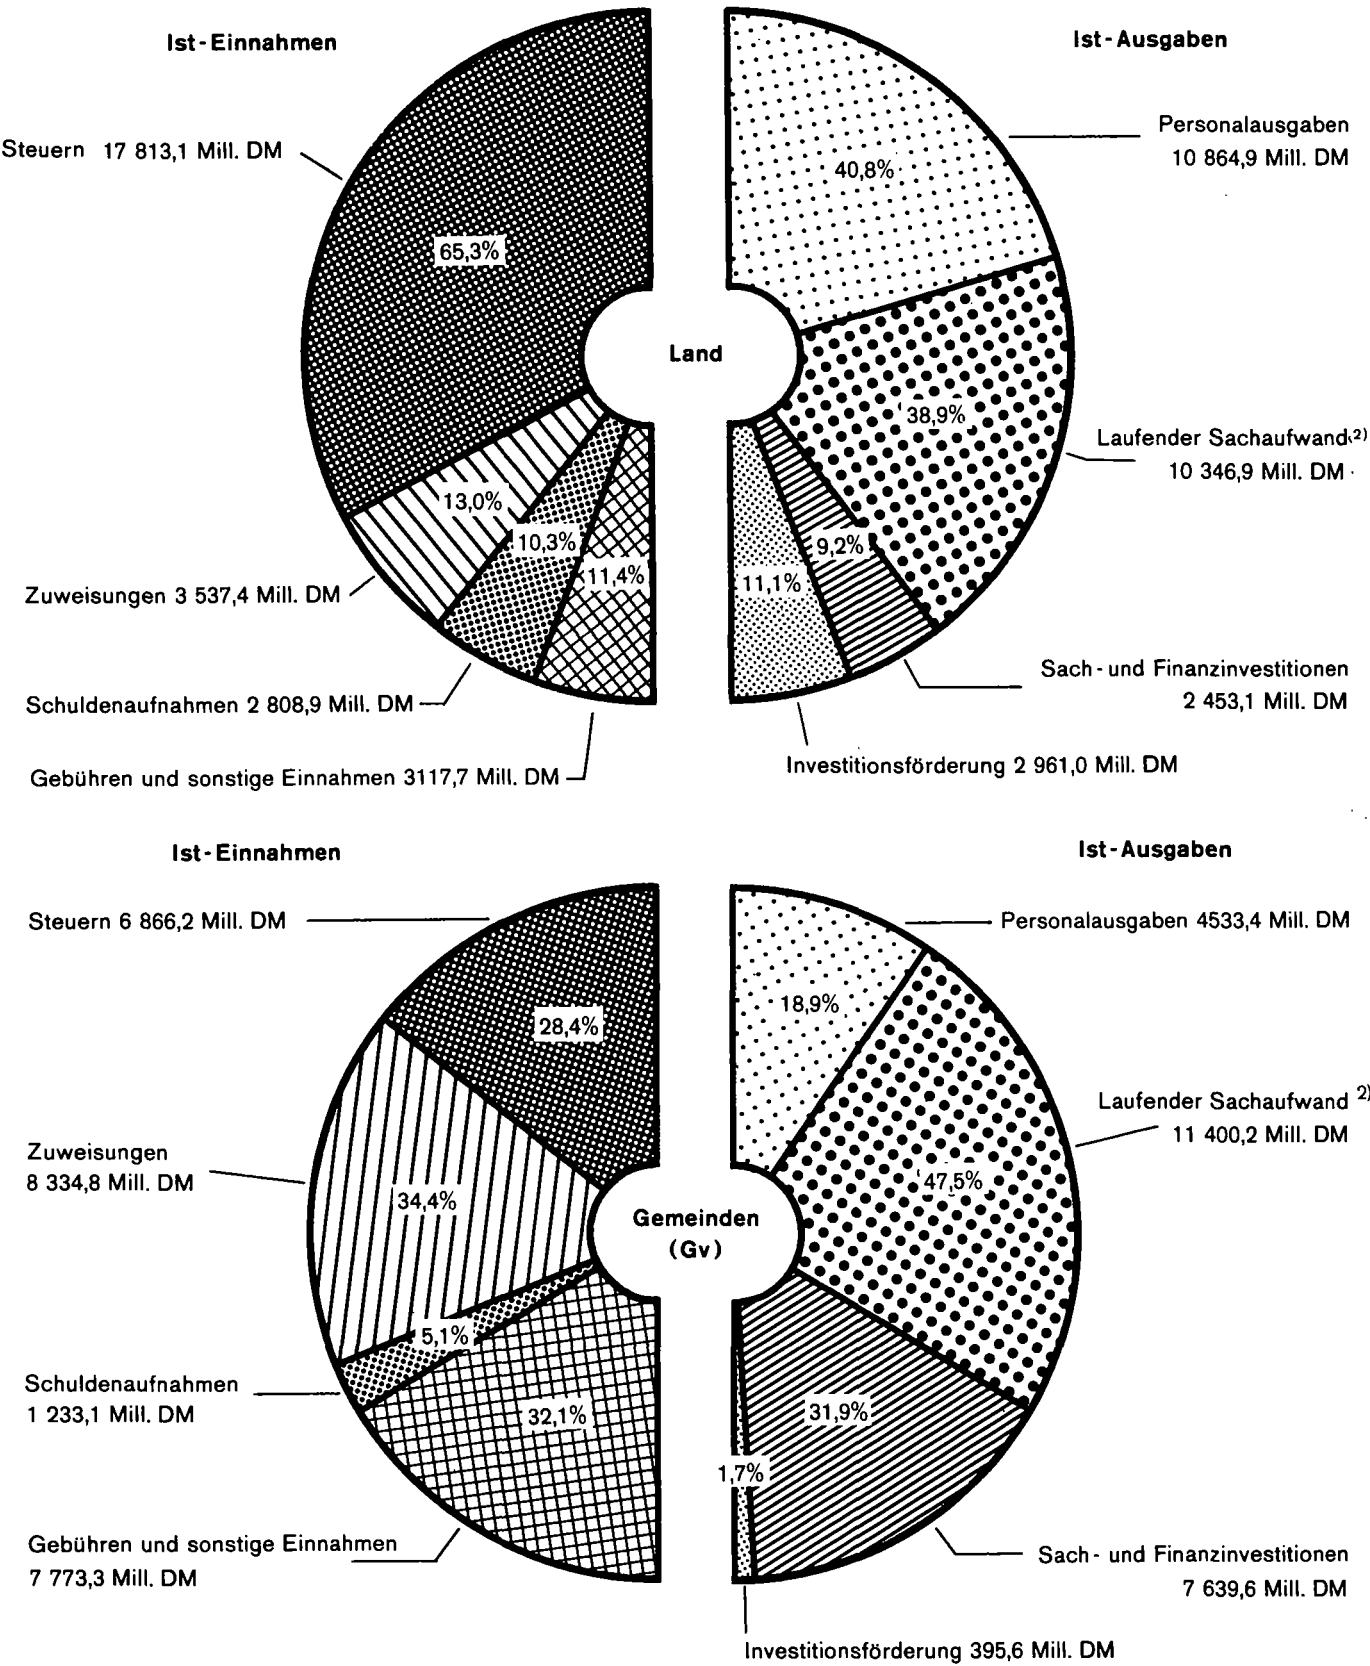 Ist-Einnahmen
Ist-Ausgaben
Steuern 17 813,1 Mill. DM
Personalausgaben
10 864,9 Mill. DM
40,8%
65,3%
Land
38,9%
Laufender Sachaufwand 2)
10 346,9 Mill. DM
13,0%
10,3%
11,4%
9,2%
11,1%
Zuweisungen 3 537,4 Mill. DM
Sach- und Finanzinvestitionen
2 453,1 Mill. DM
Schuldenaufnahmen 2 808,9 Mill. DM
Gebühren und sonstige Einnahmen 3117,7 Mill. DM
Investitionsförderung 2 961,0 Mill. DM
Ist-Einnahmen
Ist-Ausgaben
Steuern 6 866,2 Mill. DM
Personalausgaben 4533,4 Mill. DM
28,4%
18,9%
Laufender Sachaufwand 2)
11 400,2 Mill. DM
Zuweisungen
8 334,8 Mill. DM
34,4%
47,5%
Gemeinden
(Gv)
5,1%
Schuldenaufnahmen
1 233,1 Mill. DM
32,1%
31,9%
1,7%
Gebühren und sonstige Einnahmen
7 773,3 Mill. DM
Sach- und Finanzinvestitionen
7 639,6 Mill. DM
Investitionsförderung 395,6 Mill. DM